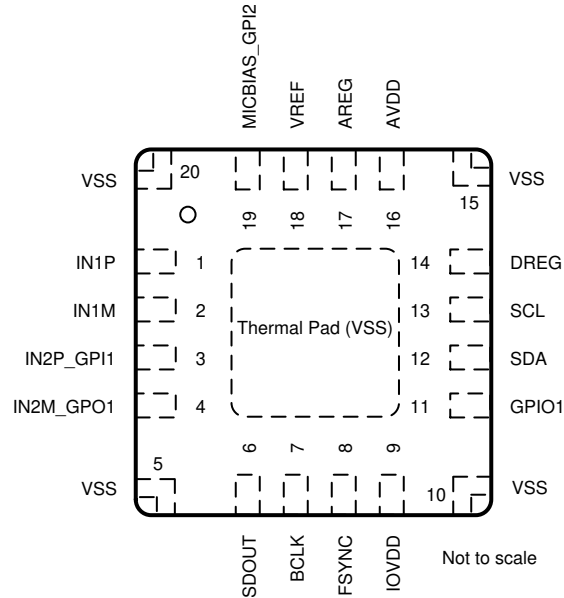 MICBIAS_GPI2
VREF
AREG
AVDD
VSS
20
19
18
17
16
15
VSS
IN1P
1
14
DREG
IN1M
2
Thermal Pad (VSS)
13
SCL
IN2P_GPI1
3
12
SDA
IN2M_GPO1
4
11
GPIO1
VSS
5
6
7
8
9
10
VSS
SDOUT
BCLK
FSYNC
IOVDD
Not to scale